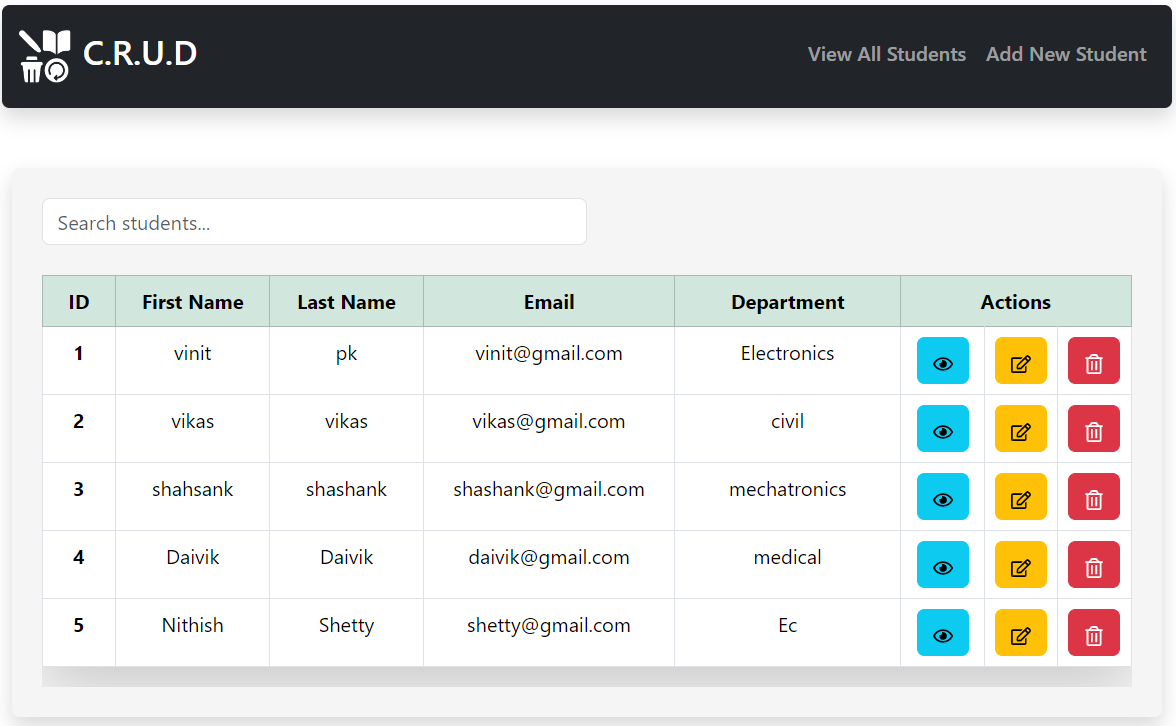 C.R.U.D
View All Students Add New Student
Search students...
ID First Name Last Name Email Department Actions
1 vinit pk vinit@gmail.com Electronics
2 vikas vikas vikas@gmail.com civil
3 shahsank shashank shashank@gmail.com mechatronics
4 Daivik Daivik daivik@gmail.com medical
5 Nithish Shetty shetty@gmail.com Ec